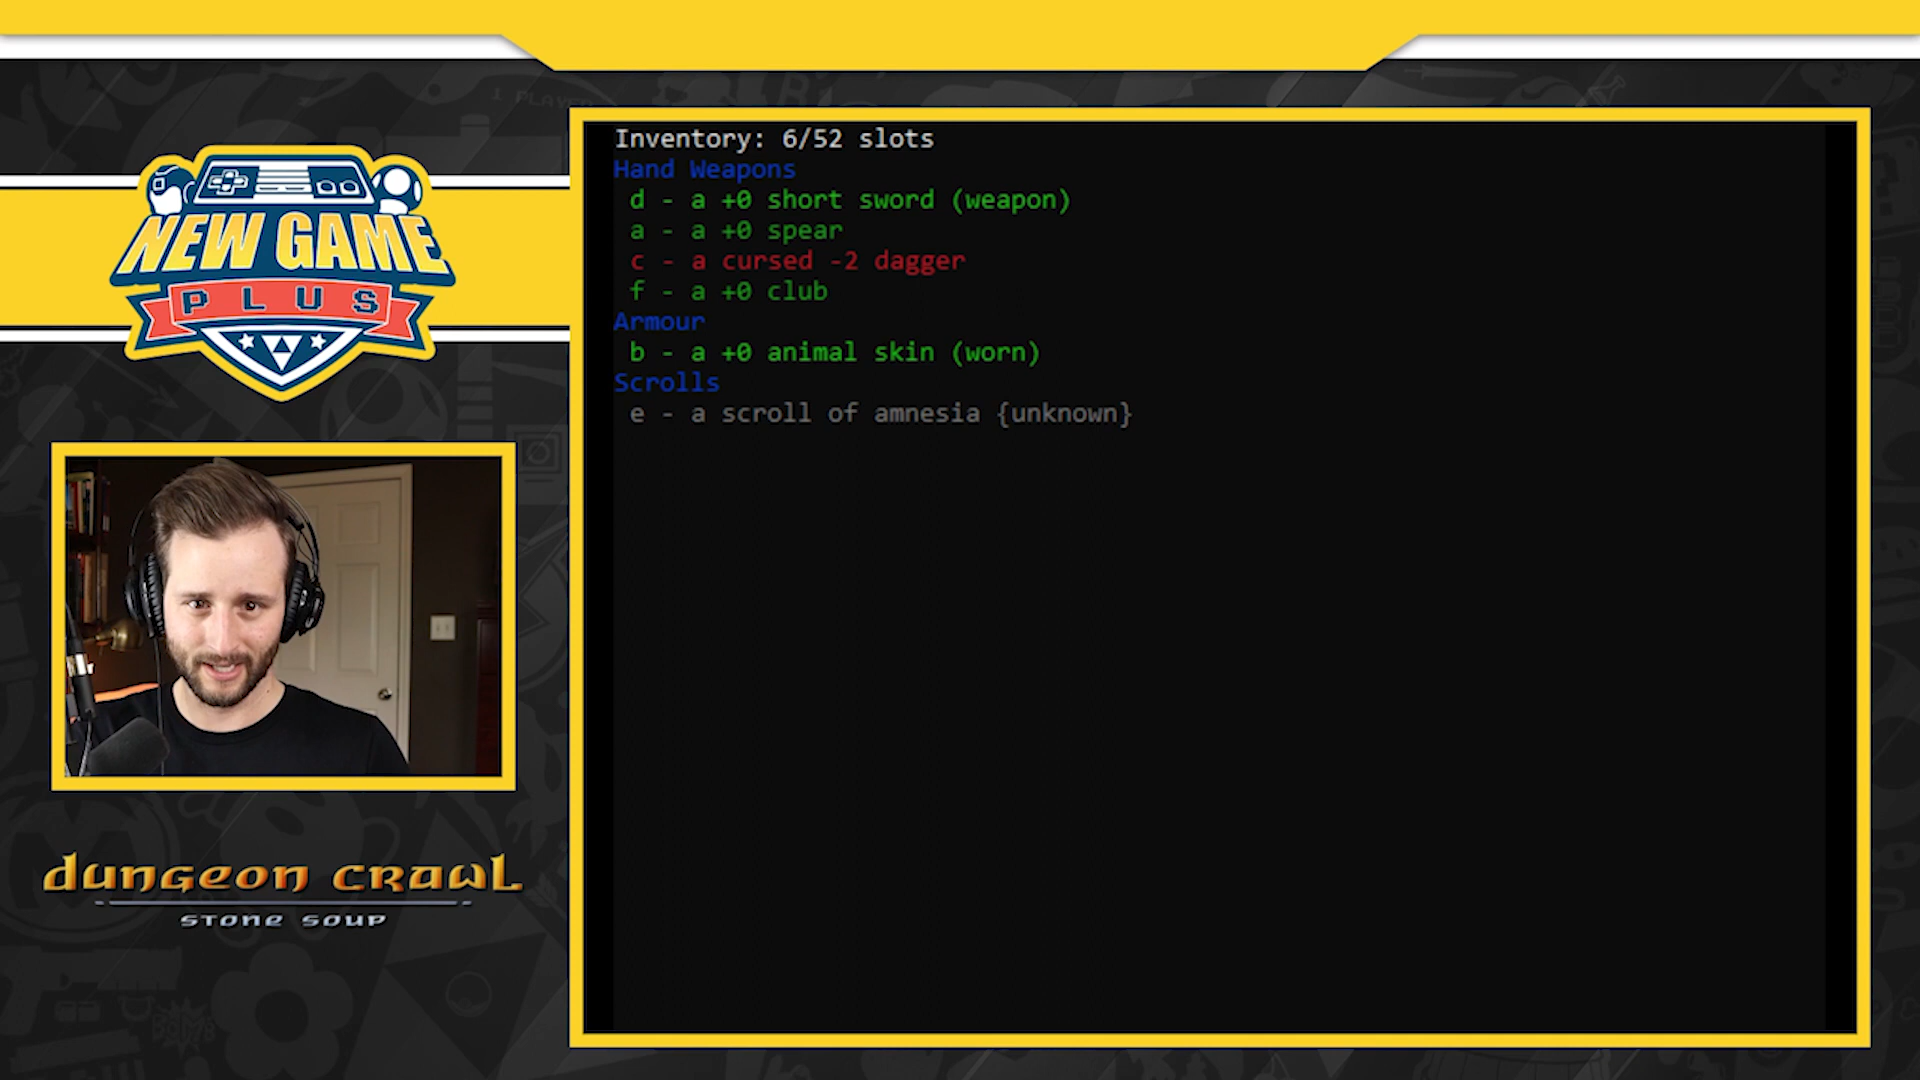 NEW GAME
PLUS
dungeon crawl
stone soup
Inventory: 6/52 slots
Hand Weapons
d - a +0 short sword (weapon)
a - a +0 spear
c - a cursed -2 dagger
f - a +0 club
Armour
b - a +0 animal skin (worn)
Scrolls
e - a scroll of amnesia {unknown}